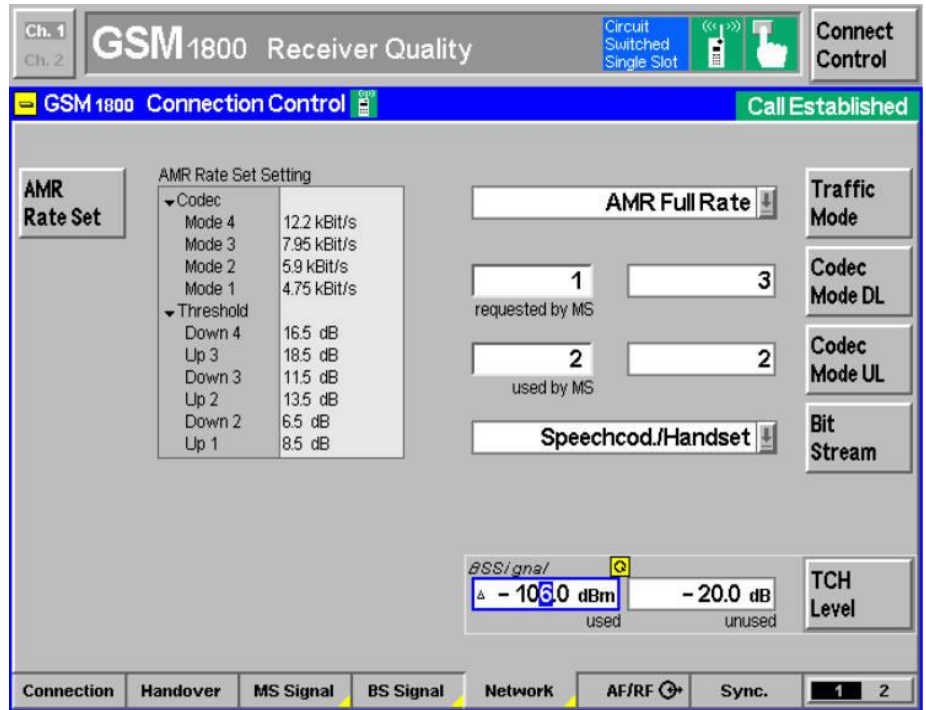 Ch. 1
Ch. 2
GSM 1800 Receiver Quality
Circuit
Switched
Single Slot
Connect
Control
GSM 1800 Connection Control
Call Established
AMR
Rate Set
AMR Rate Set Setting
Codec
Mode 4 12.2 kBit/s
Mode 3 7.95 kBit/s
Mode 2 5.9 kBit/s
Mode 1 4.75 kBit/s
Threshold
Down 4 16.5 dB
Up 3 18.5 dB
Down 3 11.5 dB
Up 2 13.5 dB
Down 2 6.5 dB
Up 1 8.5 dB
AMR Full Rate
Traffic
Mode
1 3
requested by MS
Codec
Mode DL
2 2
used by MS
Codec
Mode UL
Speechcod./Handset
Bit
Stream
BSSignal
- 106.0 dBm - 20.0 dB
used unused
TCH
Level
Connection Handover MS Signal BS Signal Network AF/RF Sync. 1 2